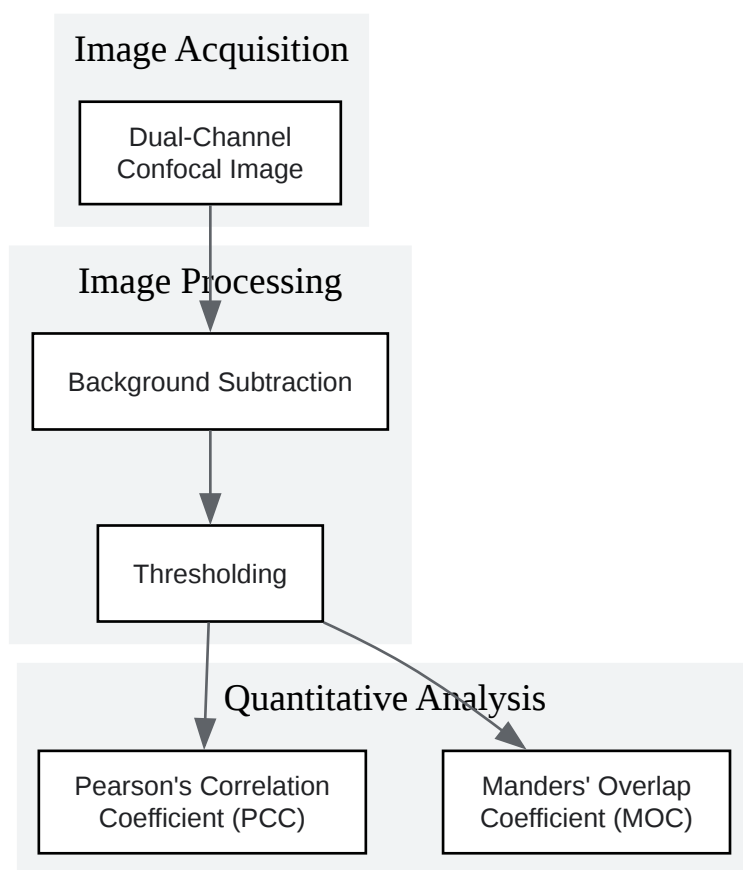 Image Acquisition
Dual-Channel
Confocal Image
Image Processing
Background Subtraction
Thresholding
Quantitative Analysis
Pearson's Correlation
Coefficient (PCC)
Manders' Overlap
Coefficient (MOC)